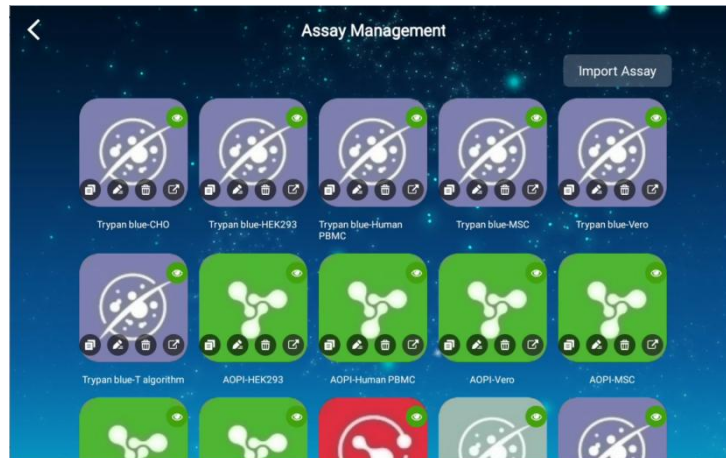 Assay Management
Import Assay
Trypan blue-CHO
Trypan blue-HEK293
Trypan blue-Human
PBMC
Trypan blue-MSC
Trypan blue-Vero
Trypan blue-T algorithm
AOPI-HEK293
AOPI-Human PBMC
AOPI-Vero
AOPI-MSC